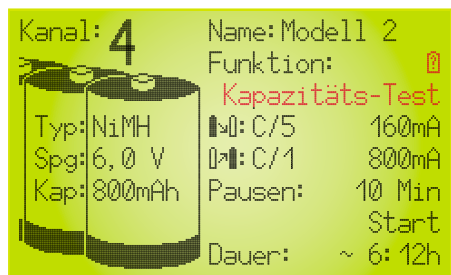 Kanal: 4
Name: Modell 2
Funktion: ?
Kapazitäts-Test
Typ: NiMH
Spg: 6,0 V
Kap: 800mAh
C/5 160mA
C/1 800mA
Pausen: 10 Min
Start
Dauer: ~ 6:12h